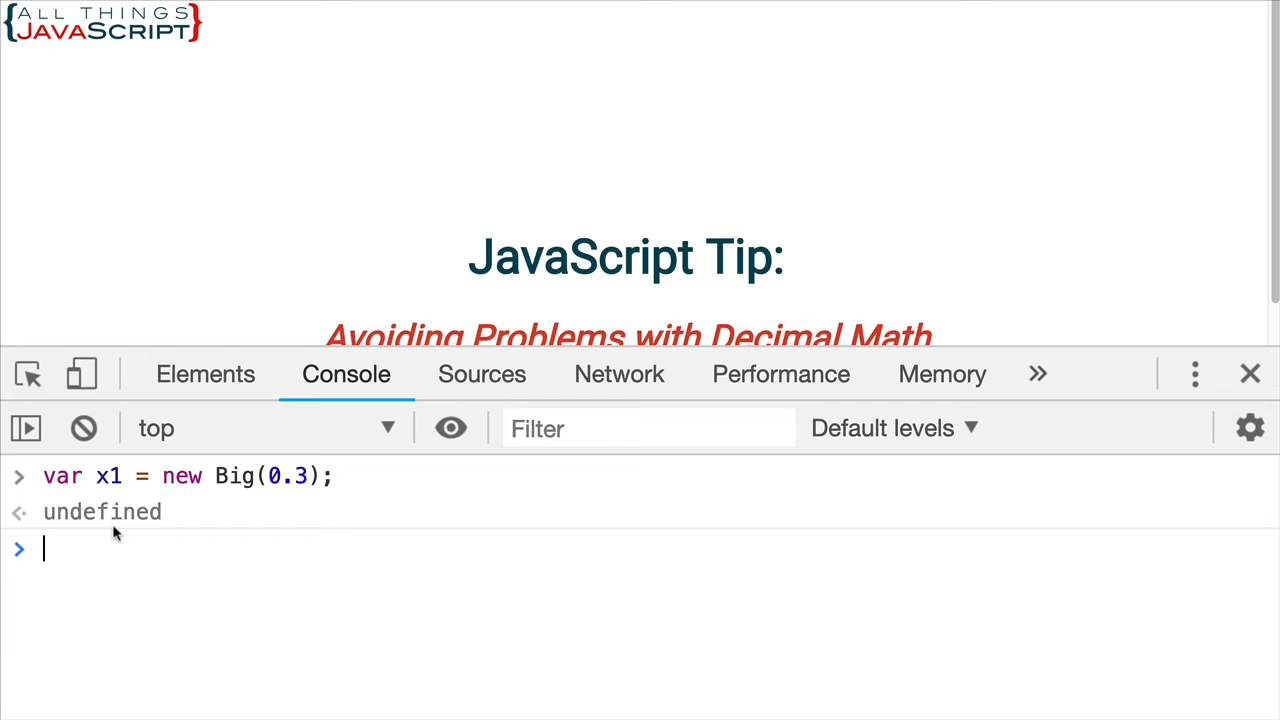 ALL THINGS
JAVASCRIPT
JavaScript Tip:
Avoiding Problems with Decimal Math
Elements Console Sources Network Performance Memory »
top Filter Default levels
> var x1 = new Big(0.3);
undefined
>